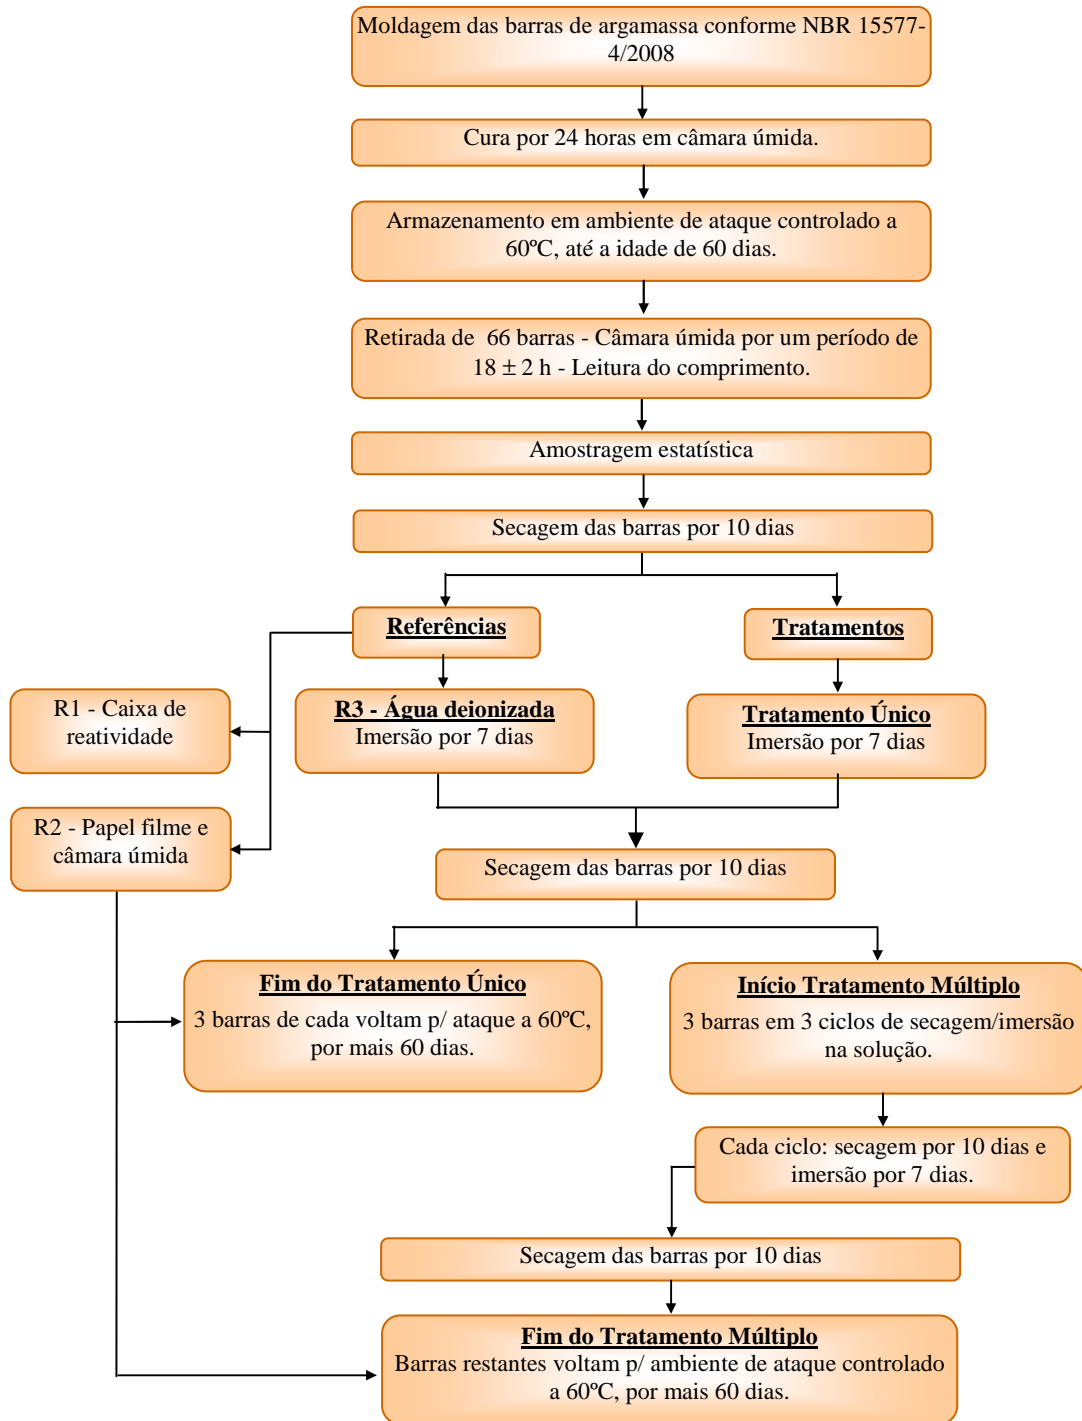 Moldagem das barras de argamassa conforme NBR 15577-
4/2008
Cura por 24 horas em câmara úmida.
Armazenamento em ambiente de ataque controlado a
60ºC, até a idade de 60 dias.
Retirada de 66 barras - Câmara úmida por um período de
18 ± 2 h - Leitura do comprimento.
Amostragem estatística
Secagem das barras por 10 dias
Referências
Tratamentos
R1 - Caixa de
reatividade
R3 - Água deionizada
Imersão por 7 dias
Tratamento Único
Imersão por 7 dias
R2 - Papel filme e
câmara úmida
Secagem das barras por 10 dias
Fim do Tratamento Único
3 barras de cada voltam p/ ataque a 60ºC,
por mais 60 dias.
Início Tratamento Múltiplo
3 barras em 3 ciclos de secagem/imersão
na solução.
Cada ciclo: secagem por 10 dias e
imersão por 7 dias.
Secagem das barras por 10 dias
Fim do Tratamento Múltiplo
Barras restantes voltam p/ ambiente de ataque controlado
a 60ºC, por mais 60 dias.